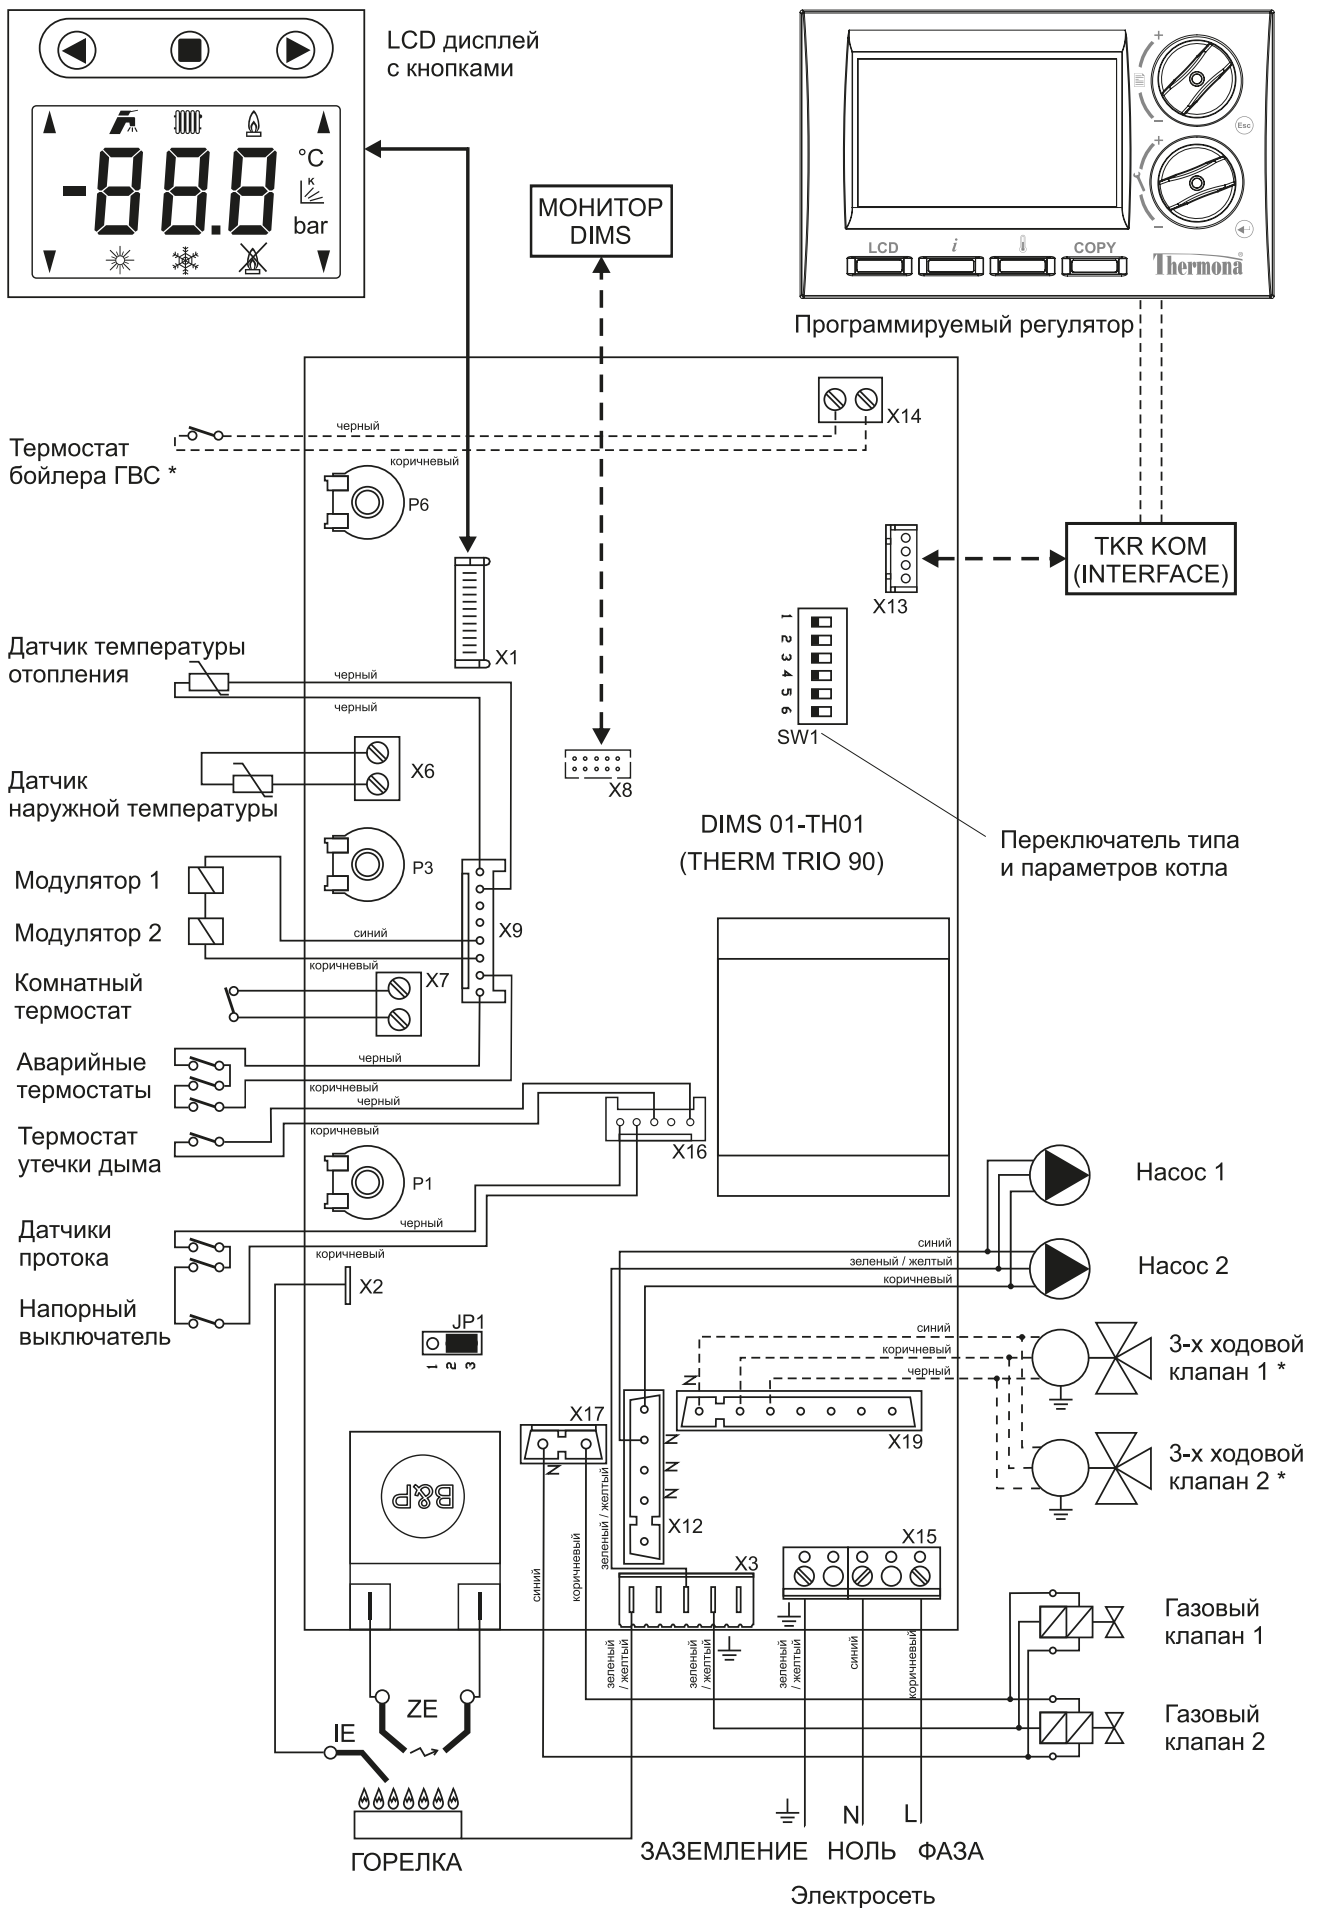 LCD дисплей
с кнопками
-88.8
°C
K
bar
МОНИТОР
DIMS
LCD
i
COPY
Esc
Thermona®
Программируемый регулятор
X14
черный
Термостат
бойлера ГВС *
коричневый
P6
TKR KOM
(INTERFACE)
X13
1
2
3
4
5
6
SW1
X1
Датчик температуры
отопления
черный
черный
X6
Датчик
наружной температуры
X8
DIMS 01-TH01
(THERM TRIO 90)
Переключатель типа
и параметров котла
P3
Модулятор 1
Модулятор 2
синий
коричневый
X9
X7
Комнатный
термостат
Аварийные
термостаты
черный
коричневый
черный
Термостат
утечки дыма
коричневый
X16
P1
Насос 1
Датчики
протока
черный
коричневый
синий
зеленый / желтый
коричневый
Насос 2
X2
Напорный
выключатель
JP1
1 2 3
синий
коричневый
черный
3-х ходовой
клапан 1 *
N
X19
X17
N
N
N
N
X12
3-х ходовой
клапан 2 *
B&P
зеленый / желтый
синий
коричневый
X3
X15
зеленый
/ желтый
зеленый
/ желтый
зеленый
/ желтый
синий
коричневый
Газовый
клапан 1
Газовый
клапан 2
ZE
IE
N
L
ГОРЕЛКА
ЗАЗЕМЛЕНИЕ НОЛЬ ФАЗА
Электросеть